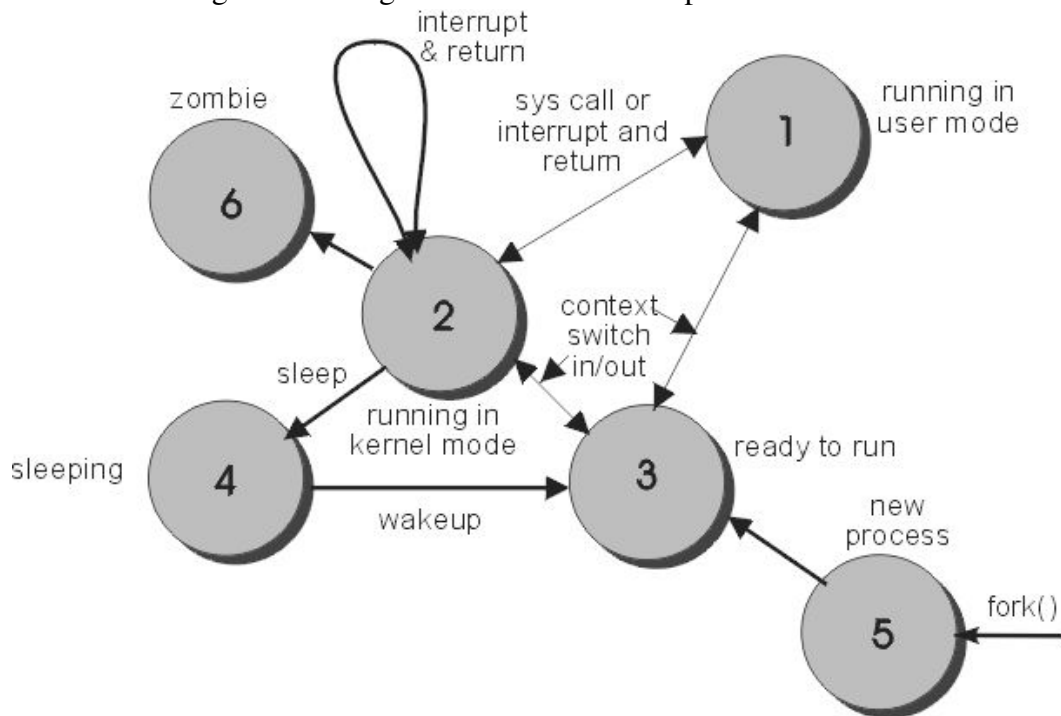 interrupt
& return
zombie
sys call or
interrupt and
return
running in
user mode
1
6
2
context
switch
in/out
sleep
running in
kernel mode
ready to run
sleeping
4
3
wakeup
new
process
fork()
5